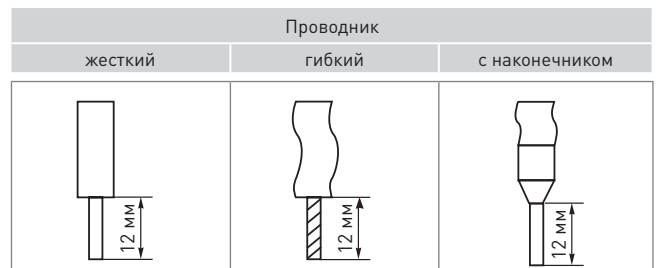 Проводник
жесткий гибкий с наконечником
12 мм 12 мм 12 мм